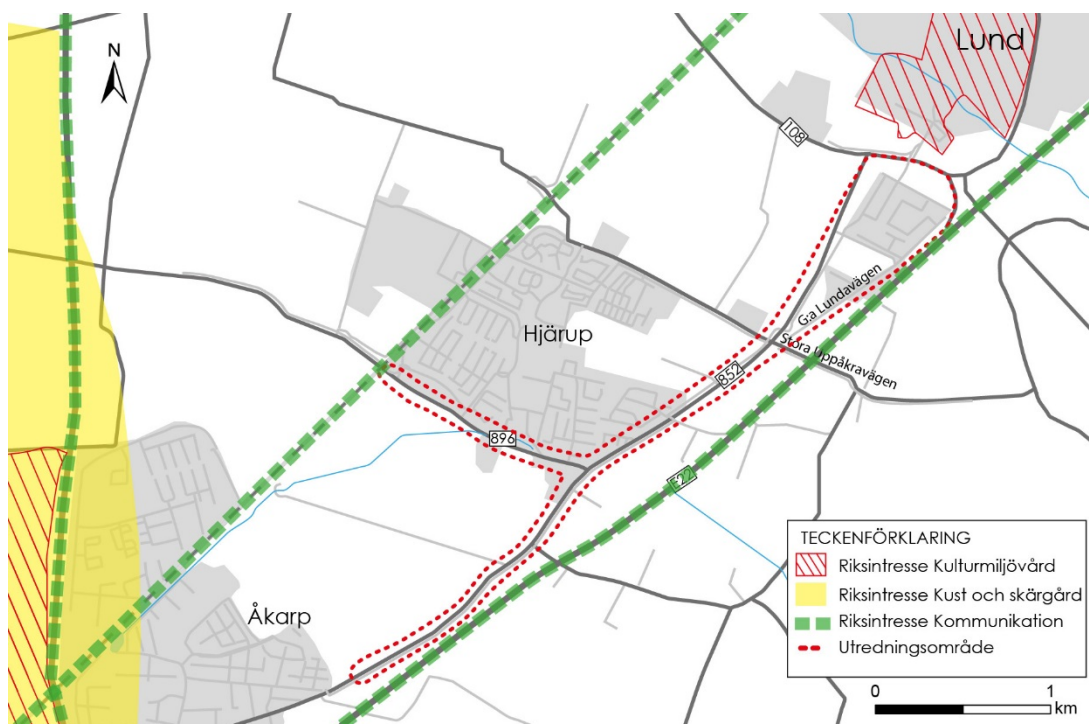 N
Lund
108
Hjärup
G:a Lundavägen
Stora Uppåkravägen
852
896
E22
Åkarp
TECKENFÖRKLARING
Riksintresse Kulturmiljövård
Riksintresse Kust och skärgård
Riksintresse Kommunikation
Utredningsområde
0 1
km